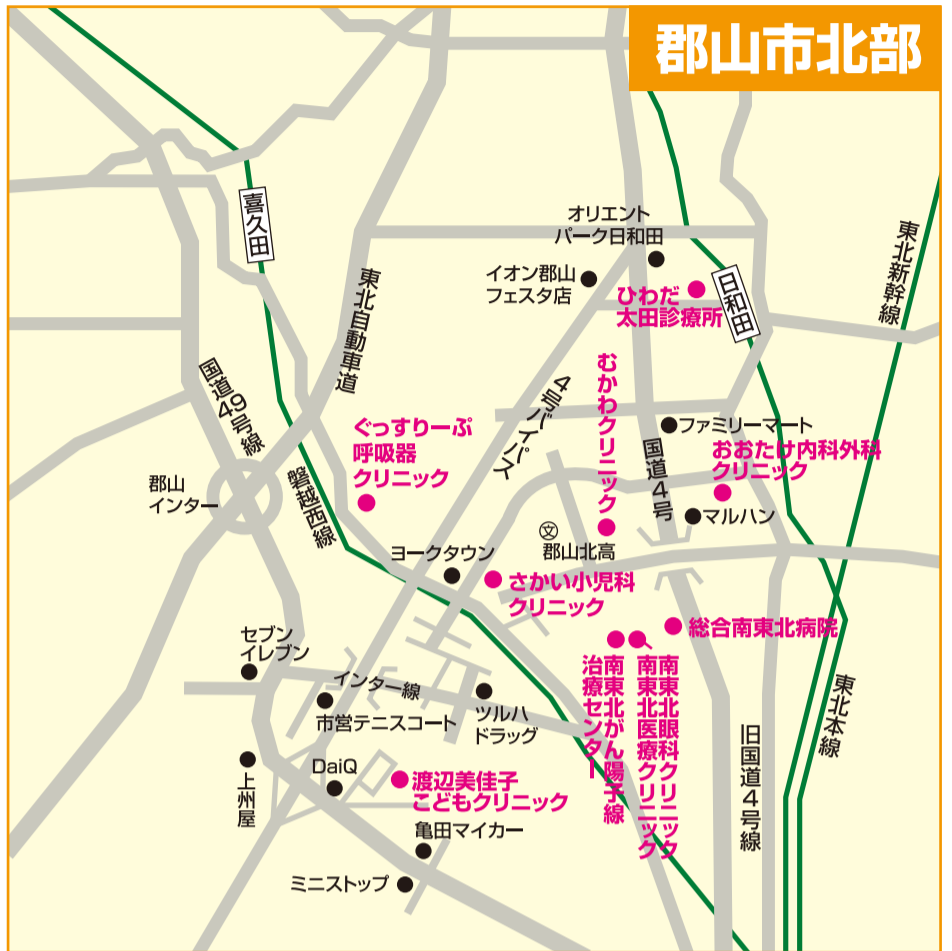 郡山市北部
喜久田
東北自動車道
オリエント
パーク日和田
イオン郡山
フェスタ店
ひわだ
太田診療所
日和田
東北新幹線
国道49号線
4号バイパス
むかわクリニック
国道4号
ファミリーマート
おおたけ内科外科
クリニック
マルハン
ぐっすりーぷ
呼吸器
クリニック
郡山
インター
磐越西線
文
郡山北高
ヨークタウン
さかい小児科
クリニック
総合南東北病院
南東北眼科クリニック
南東北医療クリニック
南東北がん陽子線
治療センター
セブン
イレブン
インター線
市営テニスコート
ツルハ
ドラッグ
東北本線
旧国道4号線
上州屋
DaiQ
渡辺美佳子
こどもクリニック
亀田マイカー
ミニストップ